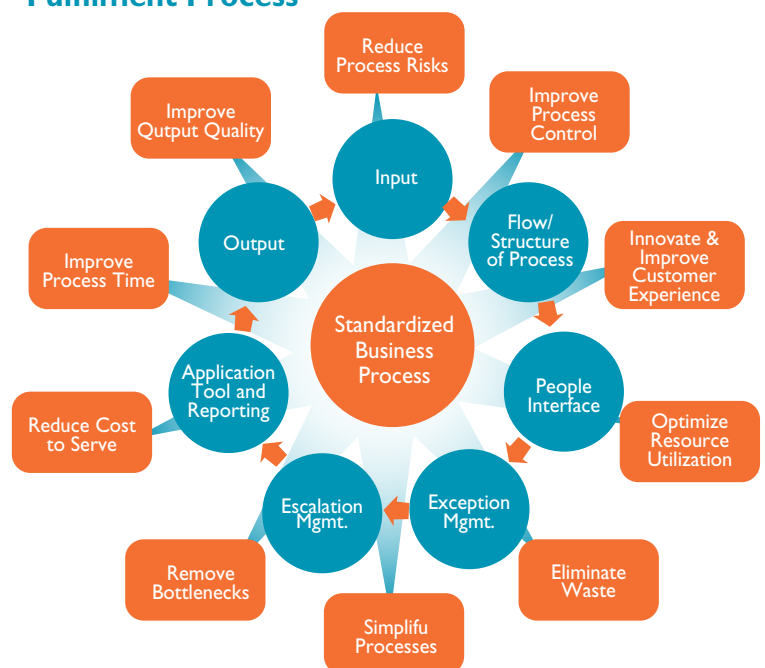 Fulfillment Process
Reduce
Process Risks
Improve
Process
Control
Improve
Qutput Quality
Input
Flow/
Structure
of Process
Output
Innovate &
Improve
Customer
Experience
Improve
Process Time
Standardized
Business
Process
Application
Tool and
Reporting
People
Interface
Reduce Cost
to Serve
Optimize
Resource
Utilization
Escalation
Mgmt.
Exception
Mgmt.
Remove
Bottlenecks
Eliminate
Waste
Simplifu
Processes